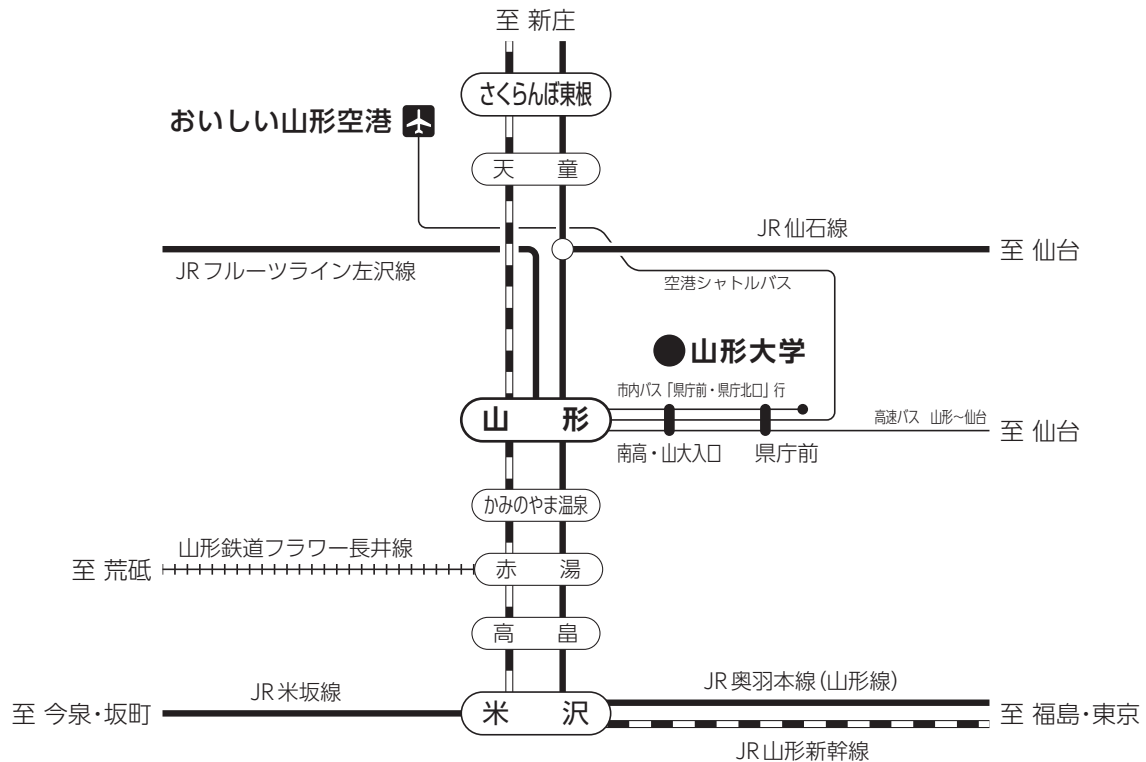 至 新庄
さくらんぼ東根
おいしい山形空港
天 童
JR仙石線
至 仙台
JRフルーツライン左沢線
空港シャトルバス
山形大学
市内バス「県庁前・県庁北口」行
山 形
高速バス 山形〜仙台
至 仙台
南高・山大入口
県庁前
かみのやま温泉
山形鉄道フラワー長井線
至 荒砥
赤 湯
高 畠
JR米坂線
JR奥羽本線(山形線)
至 今泉・坂町
米 沢
至 福島・東京
JR山形新幹線